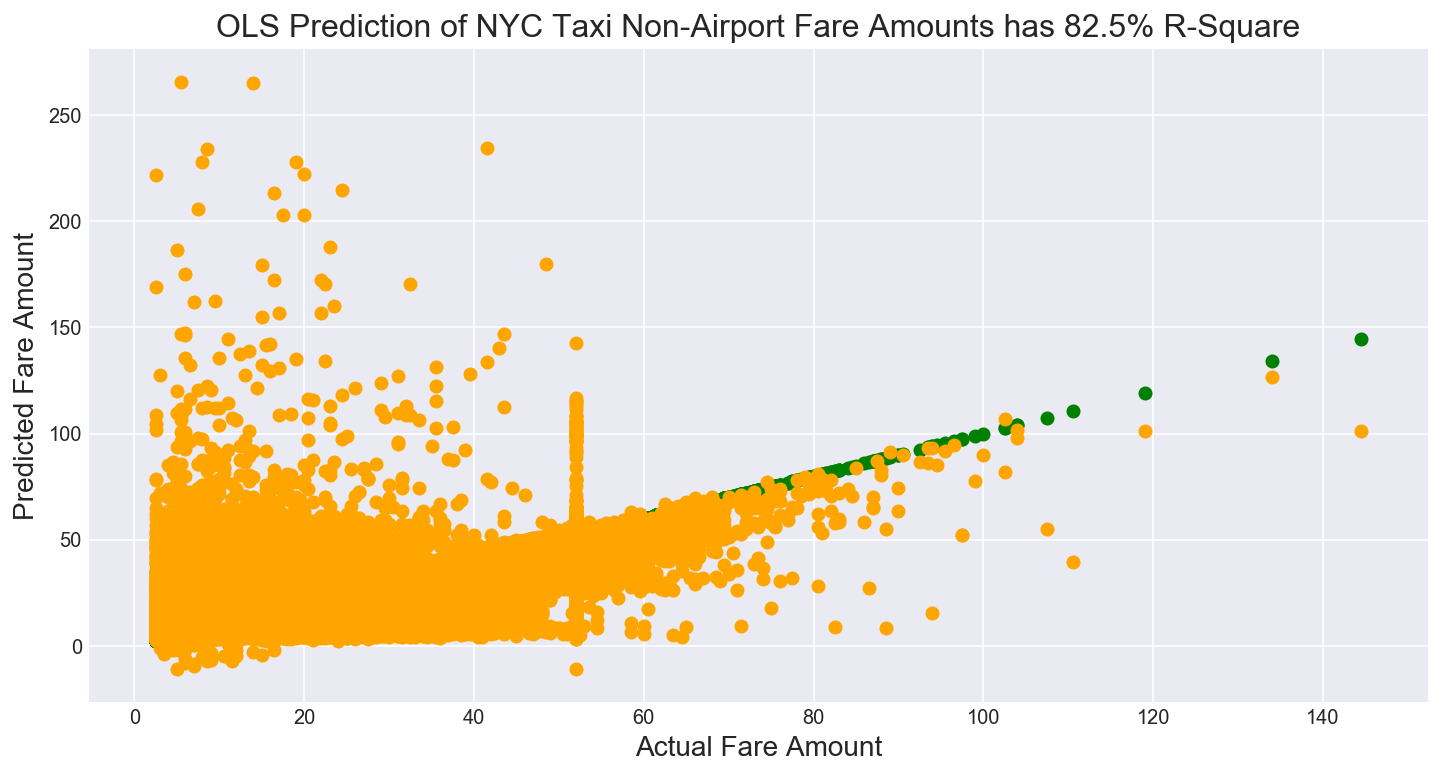 OLS Prediction of NYC Taxi Non-Airport Fare Amounts has 82.5% R-Square
Predicted Fare Amount
250
200
150
100
50
0
0 20 40 60 80 100 120 140
Actual Fare Amount